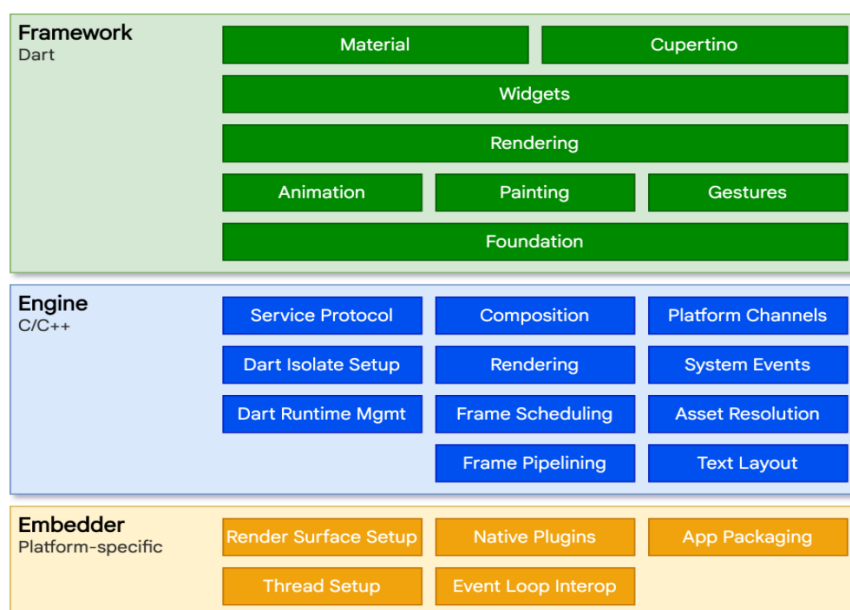 Framework
Dart
Material
Cupertino
Widgets
Rendering
Animation
Painting
Gestures
Foundation
Engine
C/C++
Service Protocol
Composition
Platform Channels
Dart Isolate Setup
Rendering
System Events
Dart Runtime Mgmt
Frame Scheduling
Asset Resolution
Frame Pipelining
Text Layout
Embedder
Platform-specific
Render Surface Setup
Native Plugins
App Packaging
Thread Setup
Event Loop Interop